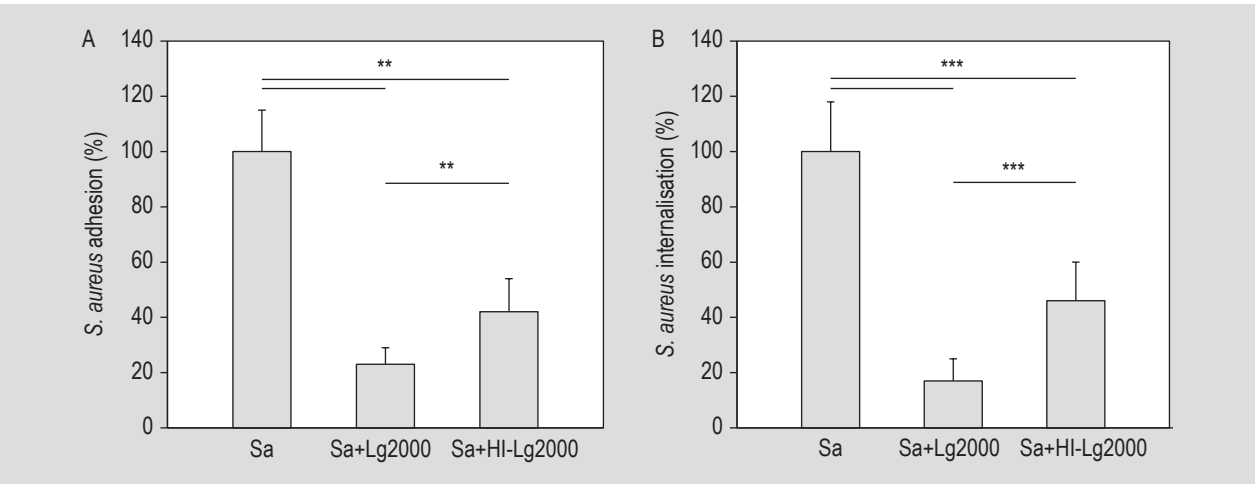 A
140
120
100
80
60
40
20
0
S. aureus adhesion (%)
**
**
Sa
Sa+Lg2000
Sa+HI-Lg2000
B
140
120
100
80
60
40
20
0
S. aureus internalisation (%)
***
***
Sa
Sa+Lg2000
Sa+HI-Lg2000